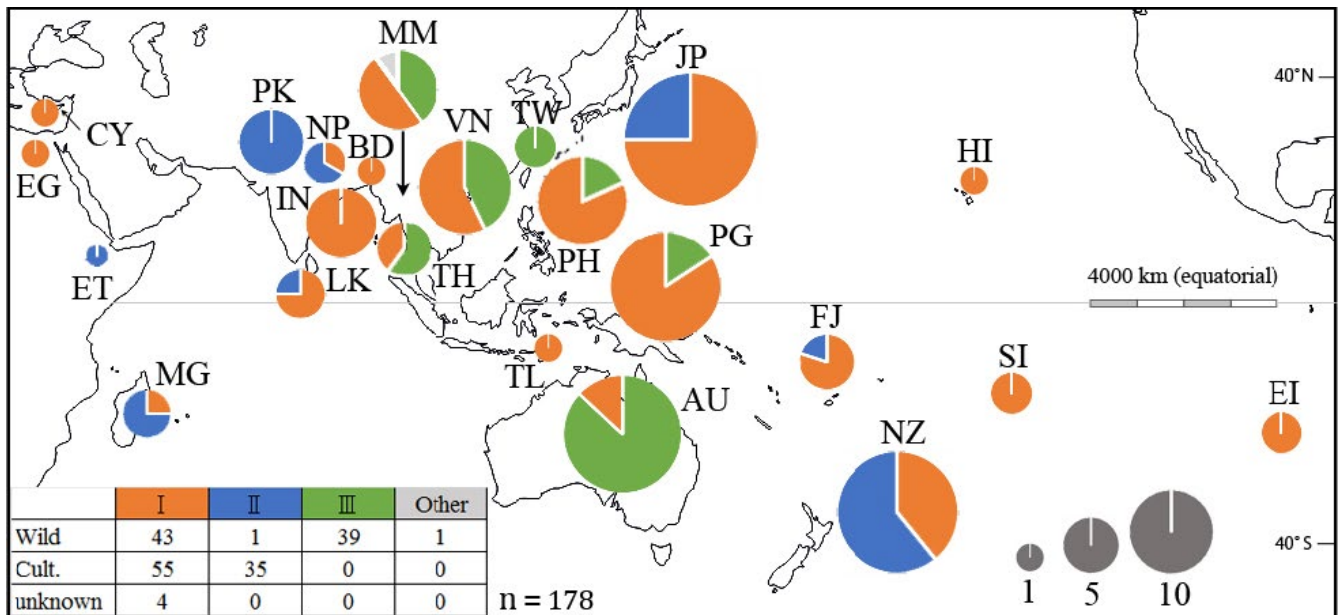 MM
JP
40°N
PK
TW
VN
NP
BD
CY
HI
EG
IN
PG
PH
4000 km (equatorial)
ET
LK
TH
FJ
TL
SI
MG
AU
EI
NZ
I II III Other
Wild 43 1 39 1
Cult. 55 35 0 0
unknown 4 0 0 0
n = 178
40°S
1 5 10